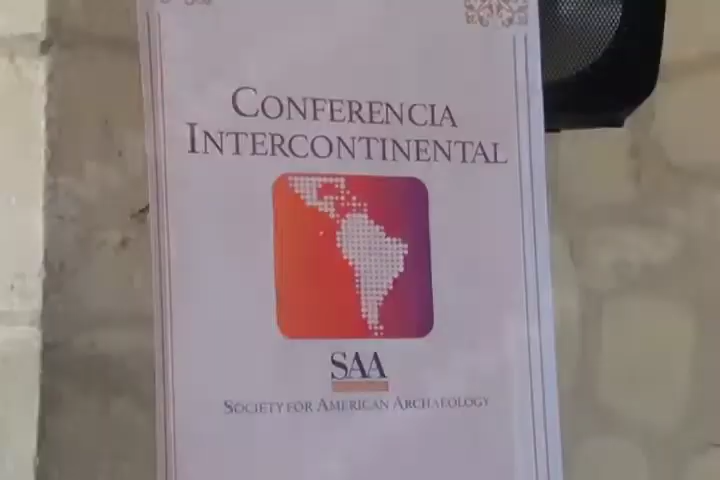 CONFERENCIA
INTERCONTINENTAL
SAA
SOCIETY FOR AMERICAN ARCHAEOLOGY